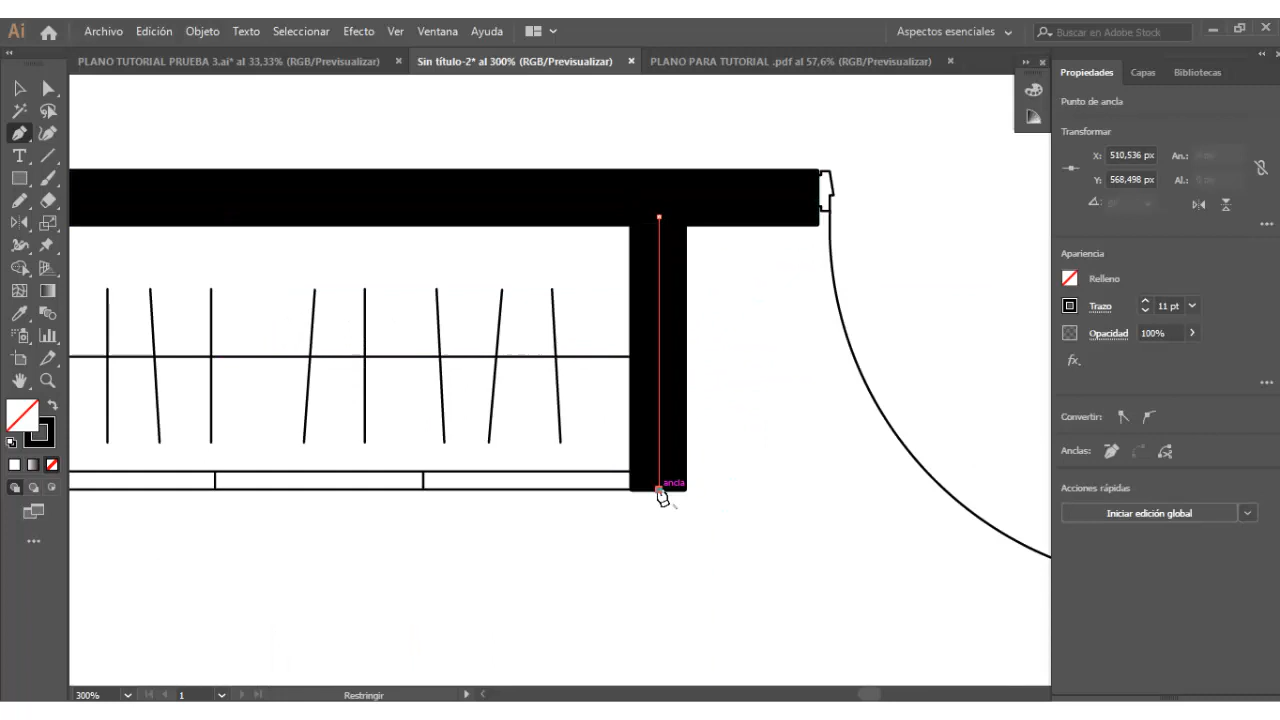 Ai Archivo Edición Objeto Texto Seleccionar Efecto Ver Ventana Ayuda Aspectos esenciales Buscar en Adobe Stock
PLANO TUTORIAL PRUEBA 3.ai* al 33,33% (RGB/Previsualizar) × Sin título-2* al 300% (RGB/Previsualizar) × PLANO PARA TUTORIAL .pdf al 57,6% (RGB/Previsualizar) ×
Propiedades Capas Bibliotecas
Punto de ancla
Transformar
X: 510,536 px An.:
Y: 568,498 px Al.:
Apariencia
Relleno
Trazo 11 pt
Opacidad 100%
fx.
Convertir:
Anclas:
Acciones rápidas
Iniciar edición global
ancla
300% 1 Restringir